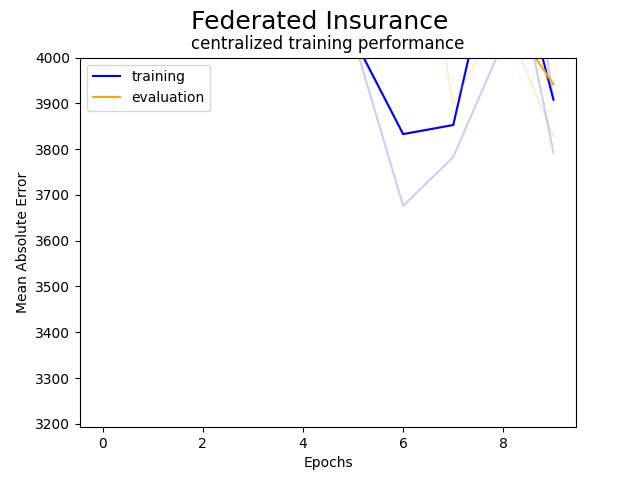 Federated Insurance
centralized training performance
4000
3900
3800
3700
3600
3500
3400
3300
3200
Mean Absolute Error
training
evaluation
0 2 4 6 8
Epochs